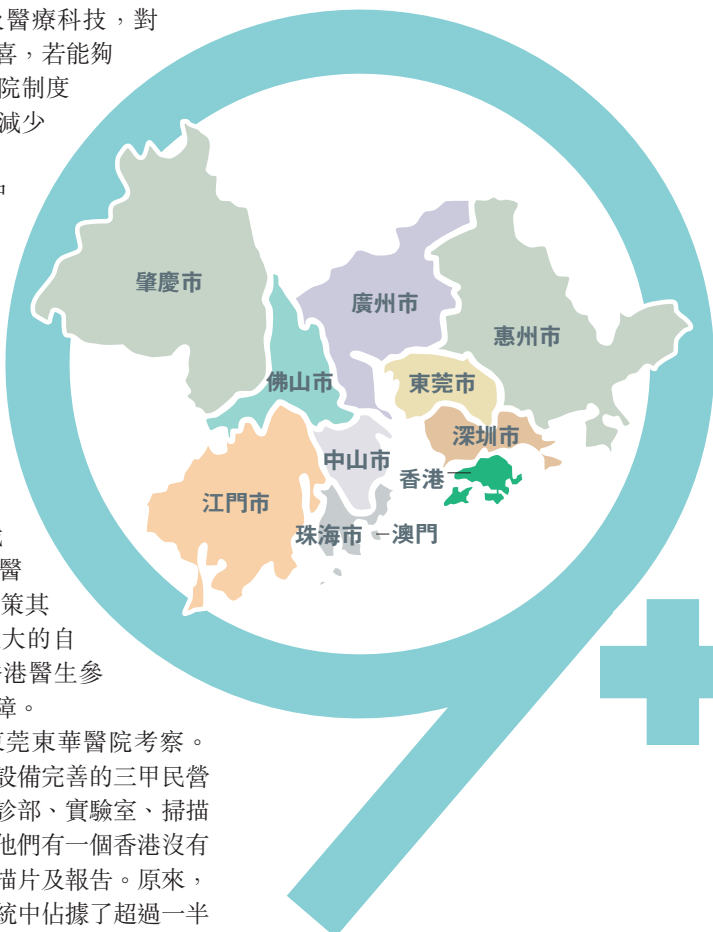 及醫療科技，對
喜，若能夠
院制度
減少
醫
策其
大的自
港醫生參
障。
東莞東華醫院考察。
設備完善的三甲民營
診部、實驗室、掃描
他們有一個香港沒有
描片及報告。原來，
統中佔據了超過一半
肇慶市
廣州市
惠州市
佛山市
東莞市
深圳市
中山市
香港
江門市
珠海市
澳門